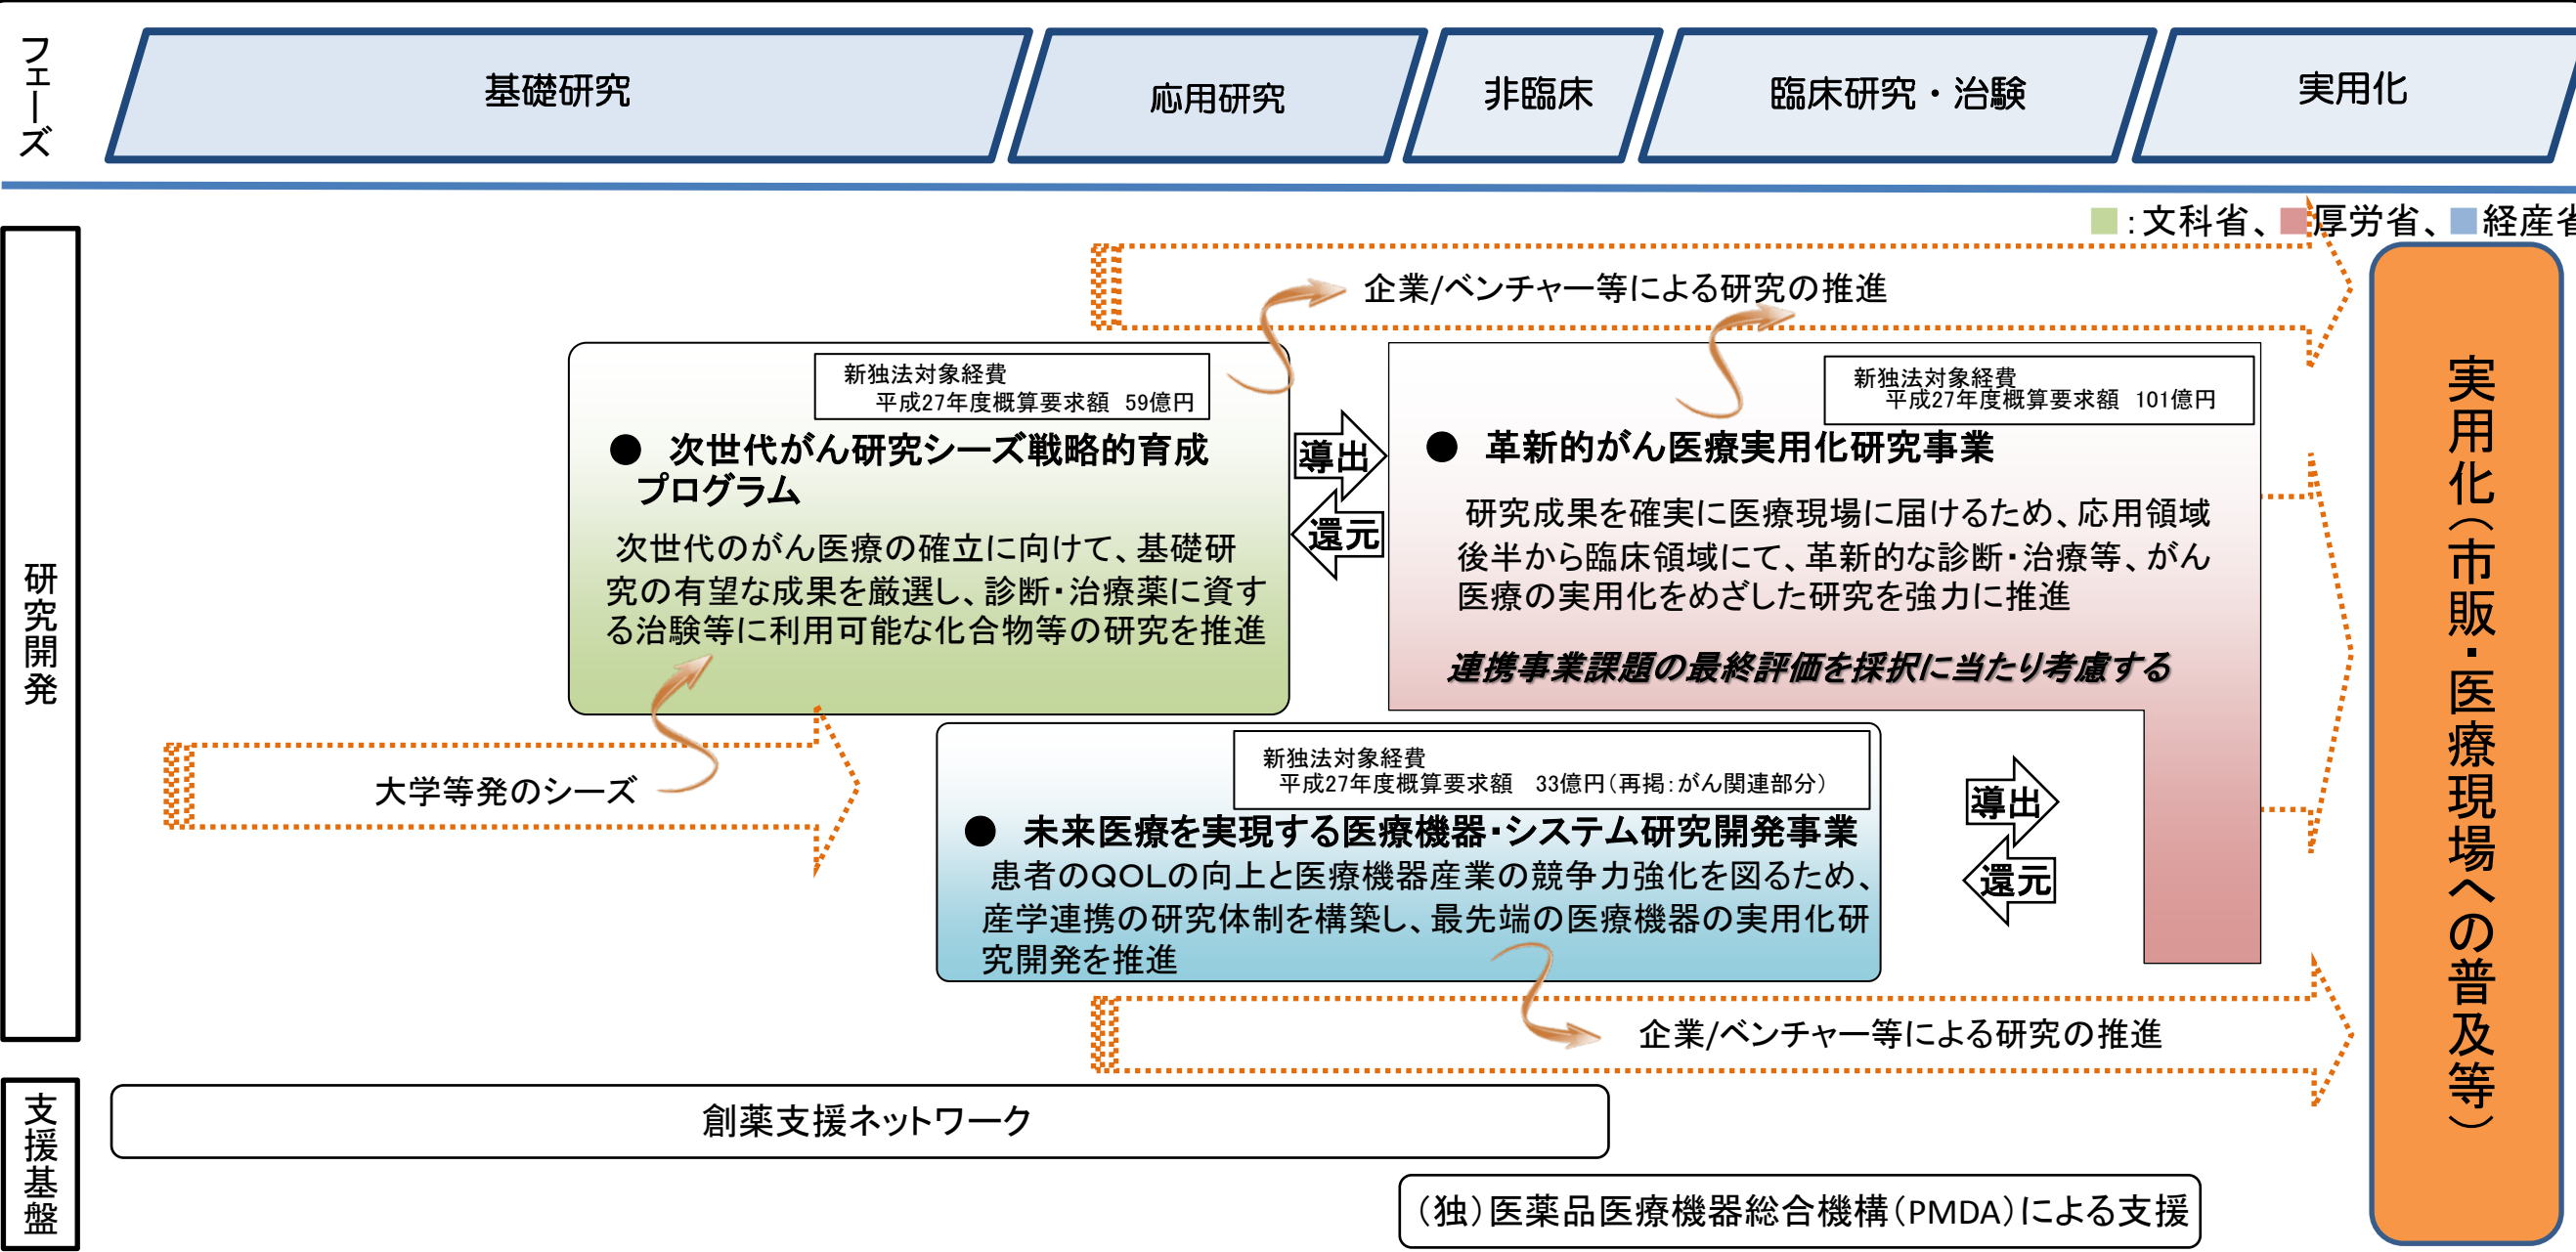 フェーズ
基礎研究
応用研究
非臨床
臨床研究・治験
実用化
：文科省、
厚労省、
経産省
研究開発
企業/ベンチャー等による研究の推進
新独法対象経費
平成27年度概算要求額 59億円
● 次世代がん研究シーズ戦略的育成
プログラム
次世代のがん医療の確立に向けて、基礎研
究の有望な成果を厳選し、診断・治療薬に資す
る治験等に利用可能な化合物等の研究を推進
導出
還元
新独法対象経費
平成27年度概算要求額 101億円
● 革新的がん医療実用化研究事業
研究成果を確実に医療現場に届けるため、応用領域
後半から臨床領域にて、革新的な診断・治療等、がん
医療の実用化をめざした研究を強力に推進
連携事業課題の最終評価を採択に当たり考慮する
大学等発のシーズ
新独法対象経費
平成27年度概算要求額 33億円（再掲：がん関連部分）
● 未来医療を実現する医療機器・システム研究開発事業
患者のＱＯＬの向上と医療機器産業の競争力強化を図るため、
産学連携の研究体制を構築し、最先端の医療機器の実用化研
究開発を推進
導出
還元
企業/ベンチャー等による研究の推進
実用化（市販・医療現場への普及等）
支援基盤
創薬支援ネットワーク
（独）医薬品医療機器総合機構（PMDA）による支援